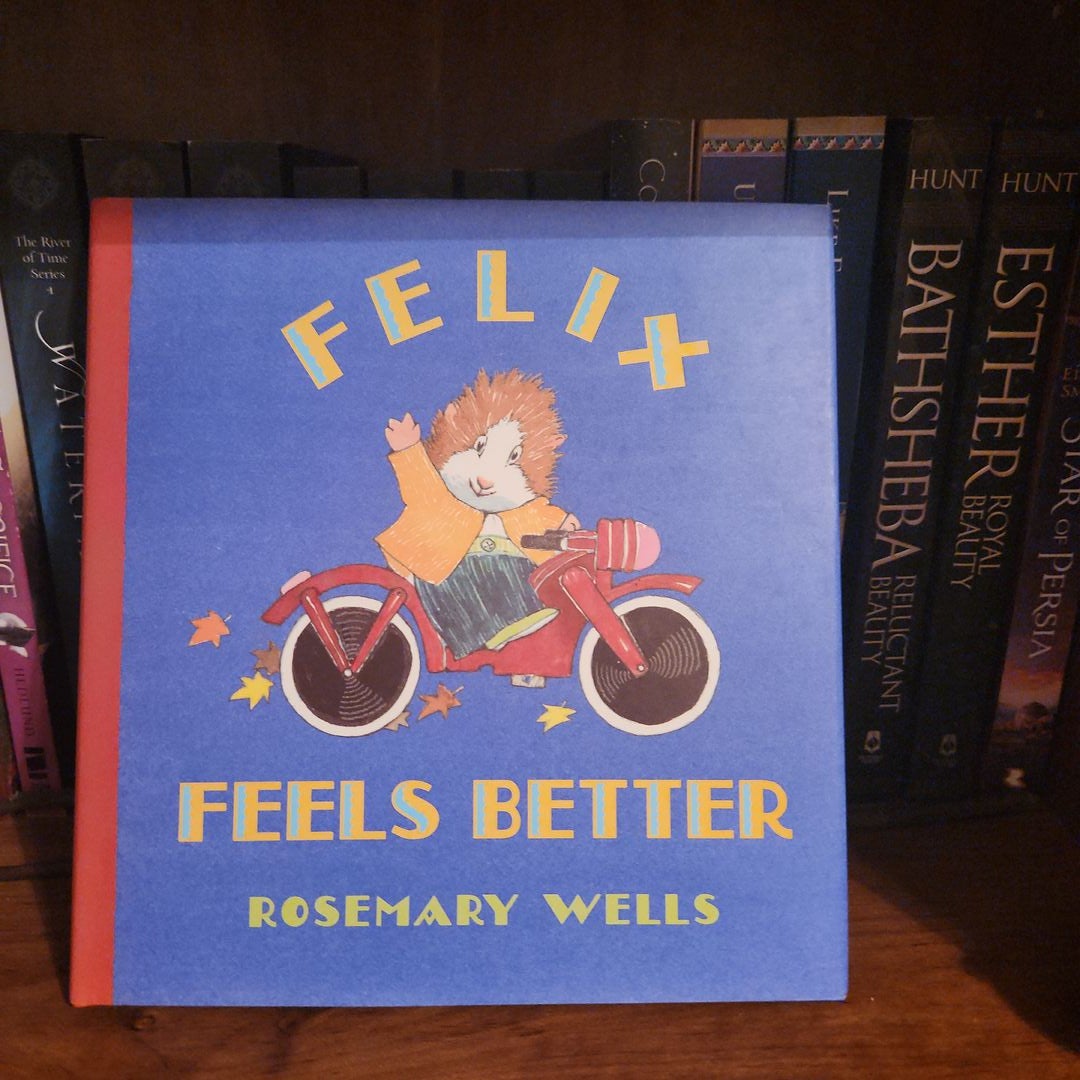 FELIX
FEELS BETTER
ROSEMARY WELLS
The River
of Time
Series
HUNT
BATHSHEBA
RELUCTANT
BEAUTY
HUNT
ESTHER
ROYAL
BEAUTY
STAR OF PERSIA
HEDLUND